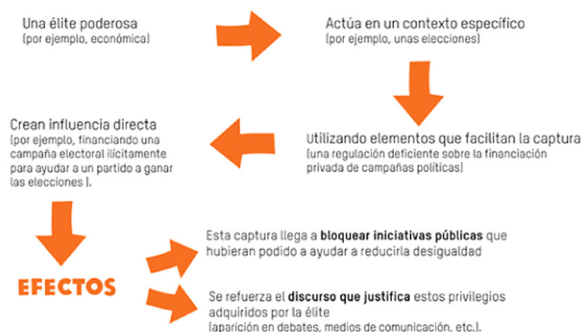 Una élite poderosa
(por ejemplo, económica)
Actúa en un contexto específico
(por ejemplo, unas elecciones)
Utilizando elementos que facilitan la captura
(una regulación deficiente sobre la financiación
privada de campañas políticas)
Crean influencia directa
(por ejemplo, financiando una
campaña electoral ilícitamente
para ayudar a un partido a ganar
las elecciones ).
EFECTOS
Esta captura llega a bloquear iniciativas públicas que
hubieran podido a ayudar a reducirla desigualdad
Se refuerza el discurso que justifica estos privilegios
adquiridos por la élite
(aparición en debates, medios de comunicación, etc.).